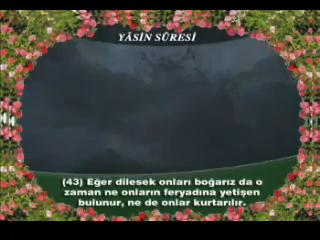 YÂSİN SÛRESİ
(43) Eğer dilesek onları boğarız da o
zaman ne onların feryadına yetişen
bulunur, ne de onlar kurtarılır.